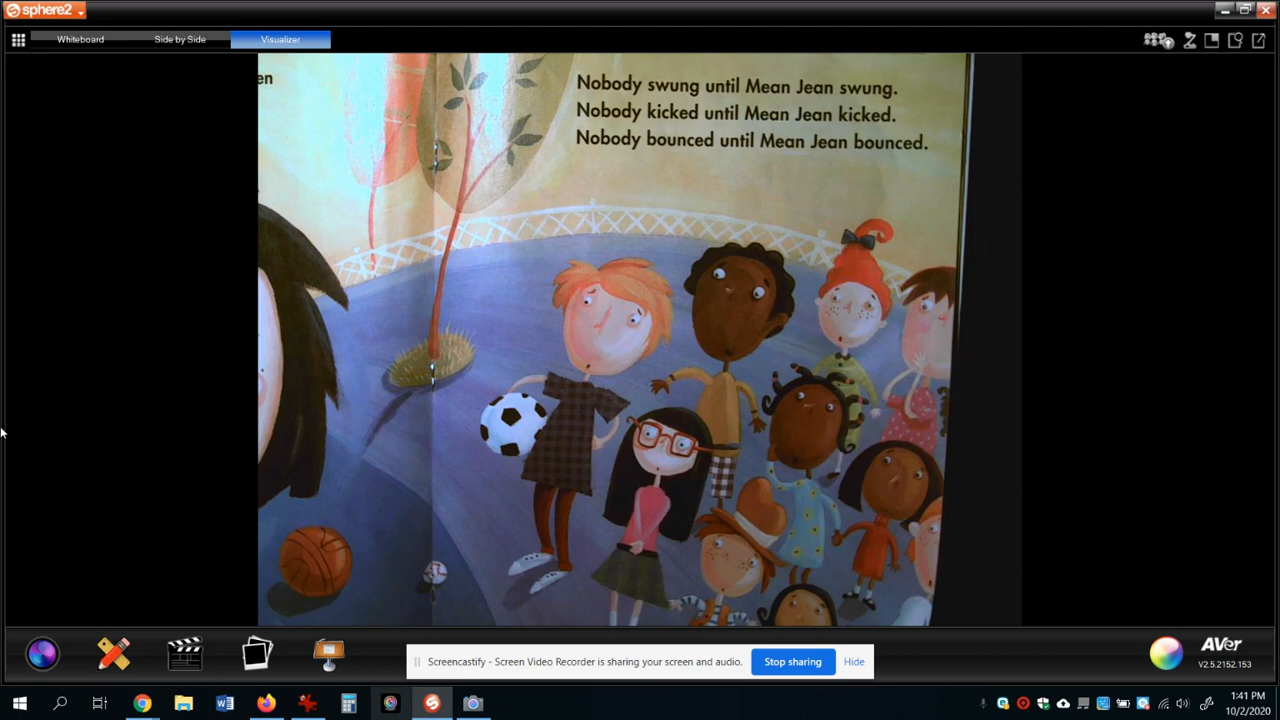 sphere2
Whiteboard
Side by Side
Visualizer
en
Nobody swung until Mean Jean swung.
Nobody kicked until Mean Jean kicked.
Nobody bounced until Mean Jean bounced.
Screencastify - Screen Video Recorder is sharing your screen and audio.
Stop sharing
Hide
AVer
V2.5.2152.153
1:41 PM
10/2/2020